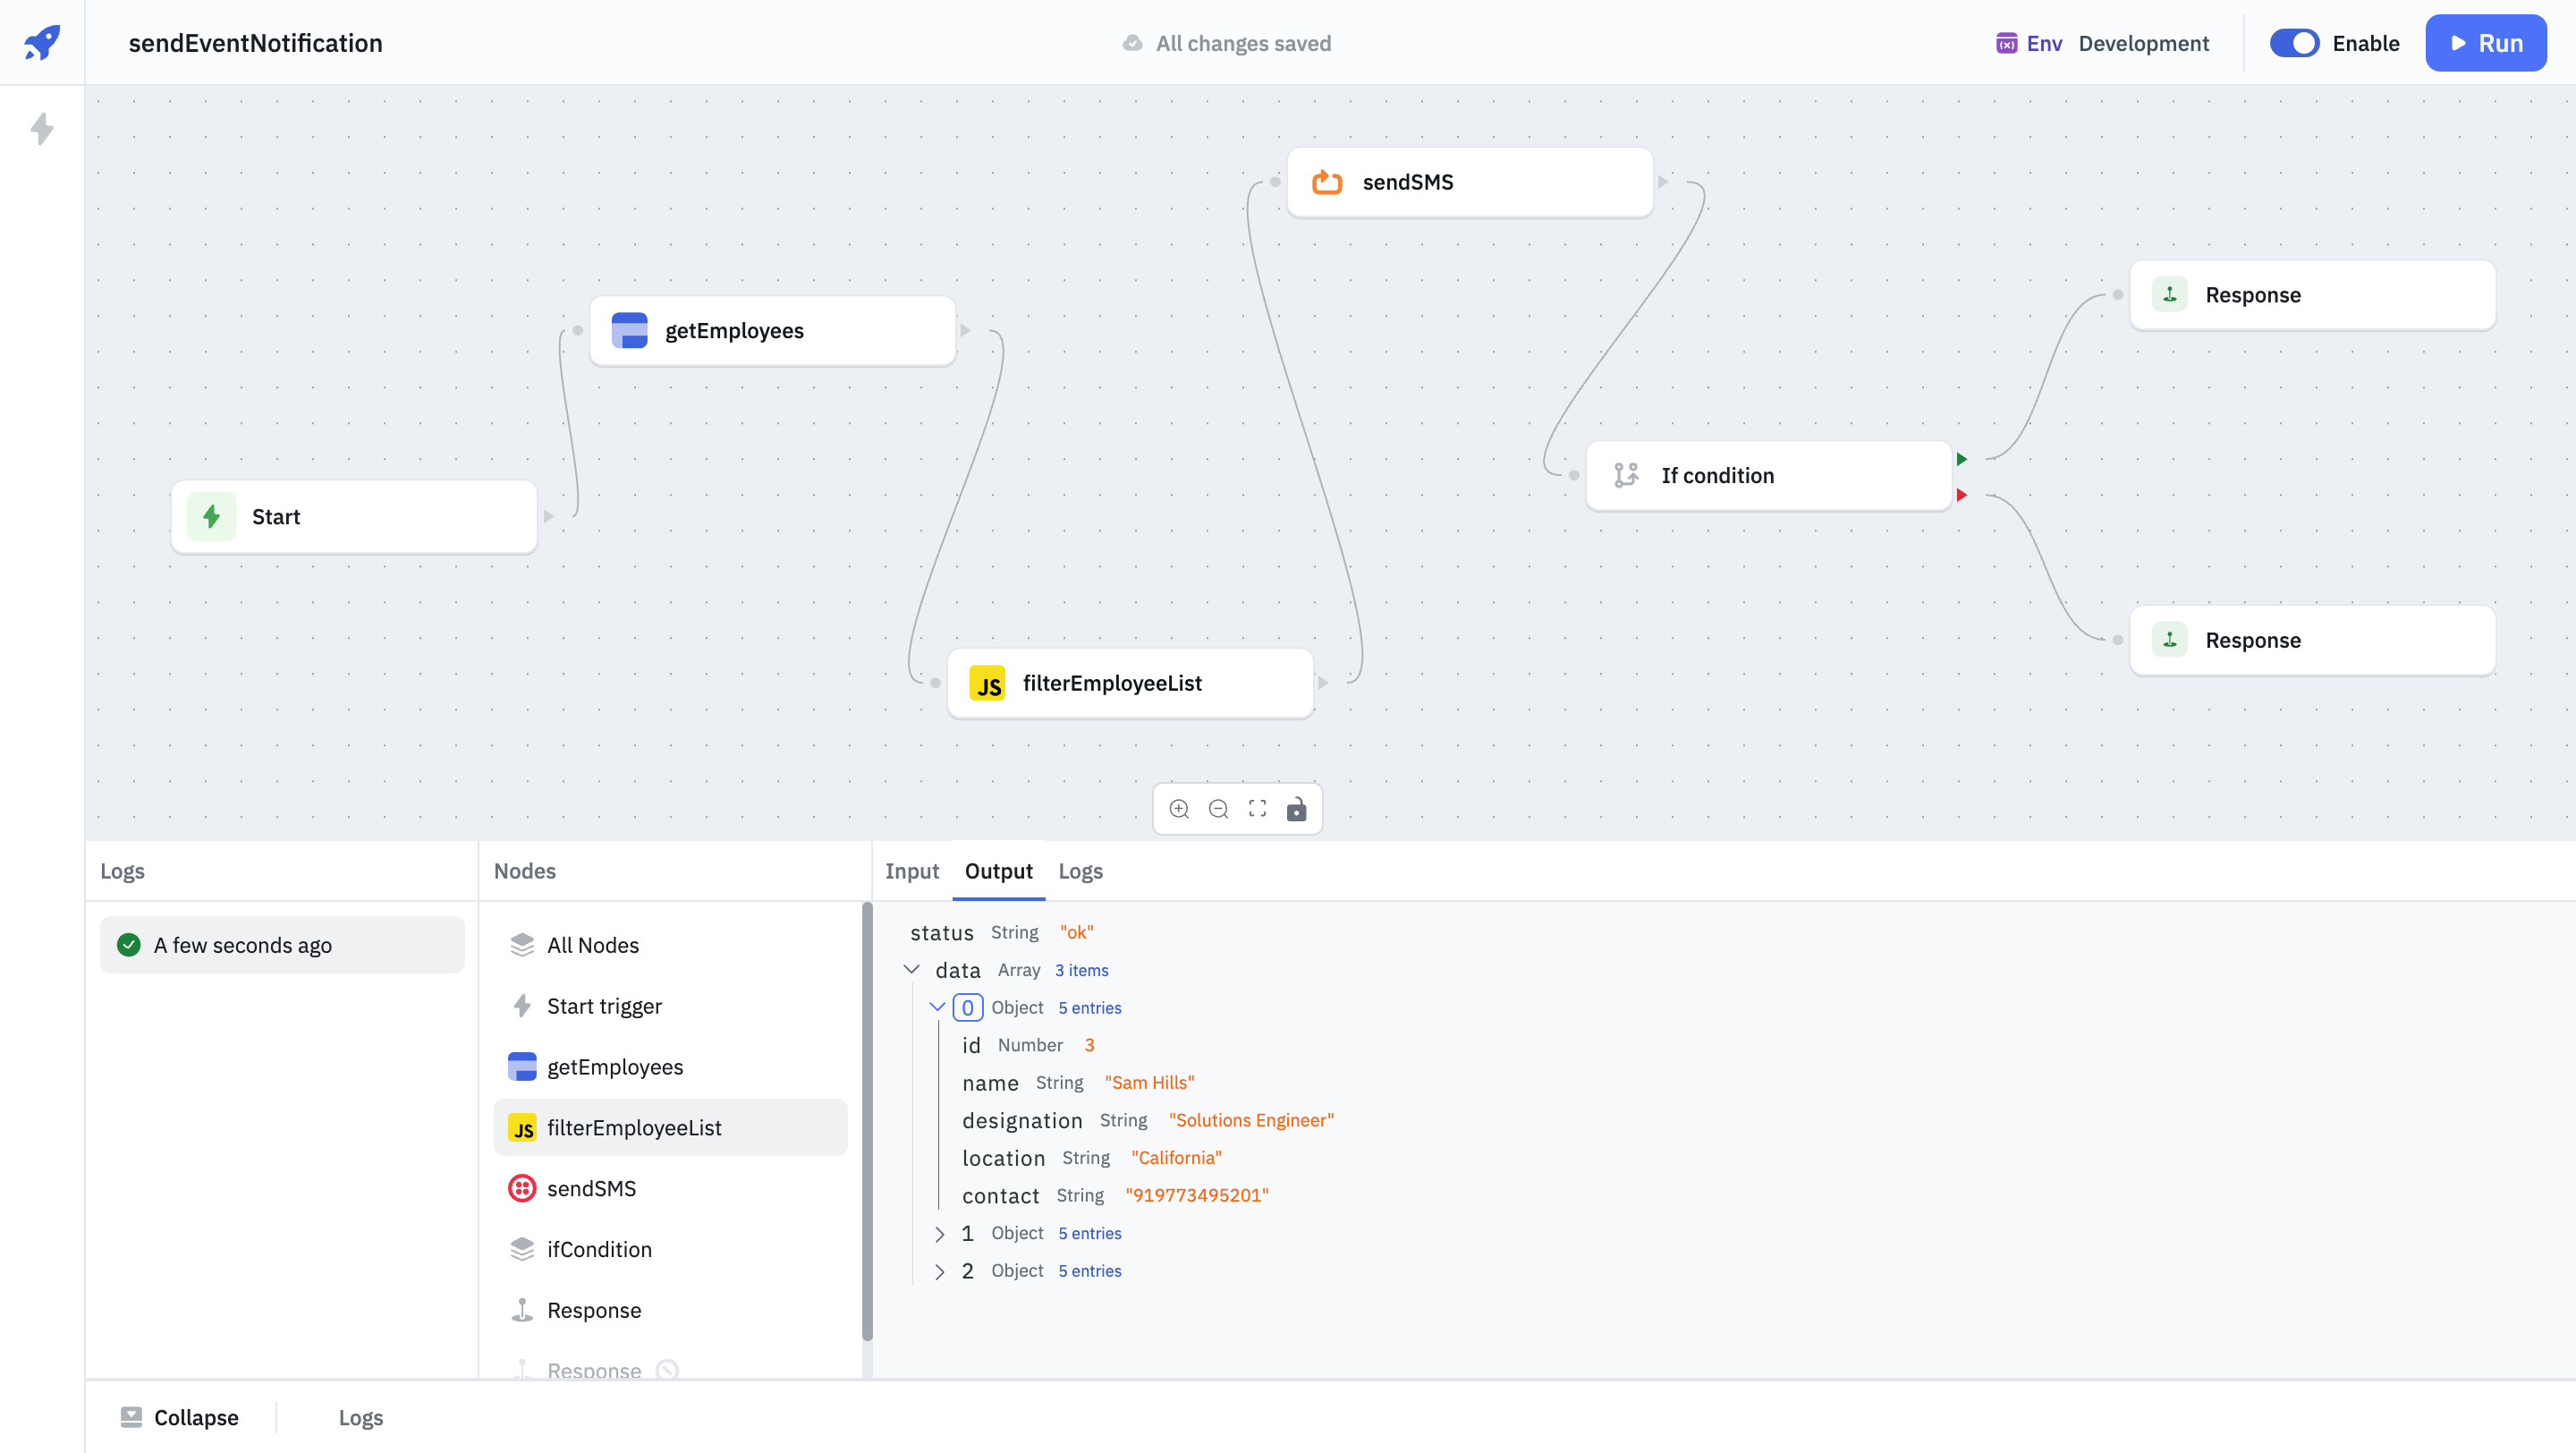 sendEventNotification
All changes saved
Env Development
Enable
Run
sendSMS
Response
getEmployees
If condition
Start
Response
JS filterEmployeeList
Logs
A few seconds ago
Nodes
All Nodes
Start trigger
getEmployees
JS filterEmployeeList
sendSMS
ifCondition
Response
Response
Input Output Logs
status String "ok"
data Array 3 items
0 Object 5 entries
id Number 3
name String "Sam Hills"
designation String "Solutions Engineer"
location String "California"
contact String "919773495201"
1 Object 5 entries
2 Object 5 entries
Collapse
Logs